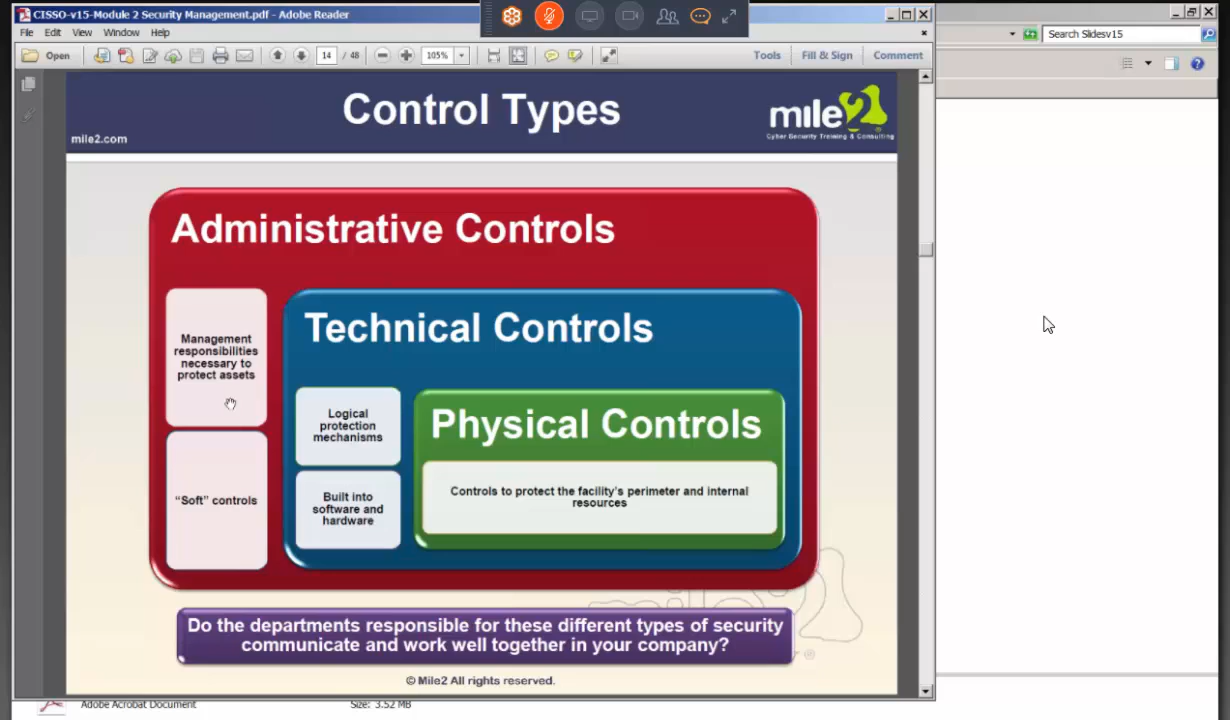 CISSO-v15-Module 2 Security Management.pdf - Adobe Reader
File Edit View Window Help
Search Slidesv15
Open 14 / 48 105% Tools Fill & Sign Comment
Control Types
mile2.com
mile2
Cyber Security Training & Consulting
Administrative Controls
Management
responsibilities
necessary to
protect assets
"Soft" controls
Technical Controls
Logical
protection
mechanisms
Built into
software and
hardware
Physical Controls
Controls to protect the facility's perimeter and internal
resources
Do the departments responsible for these different types of security
communicate and work well together in your company?
© Mile2 All rights reserved.
Adobe Acrobat Document Size: 3.52 MB